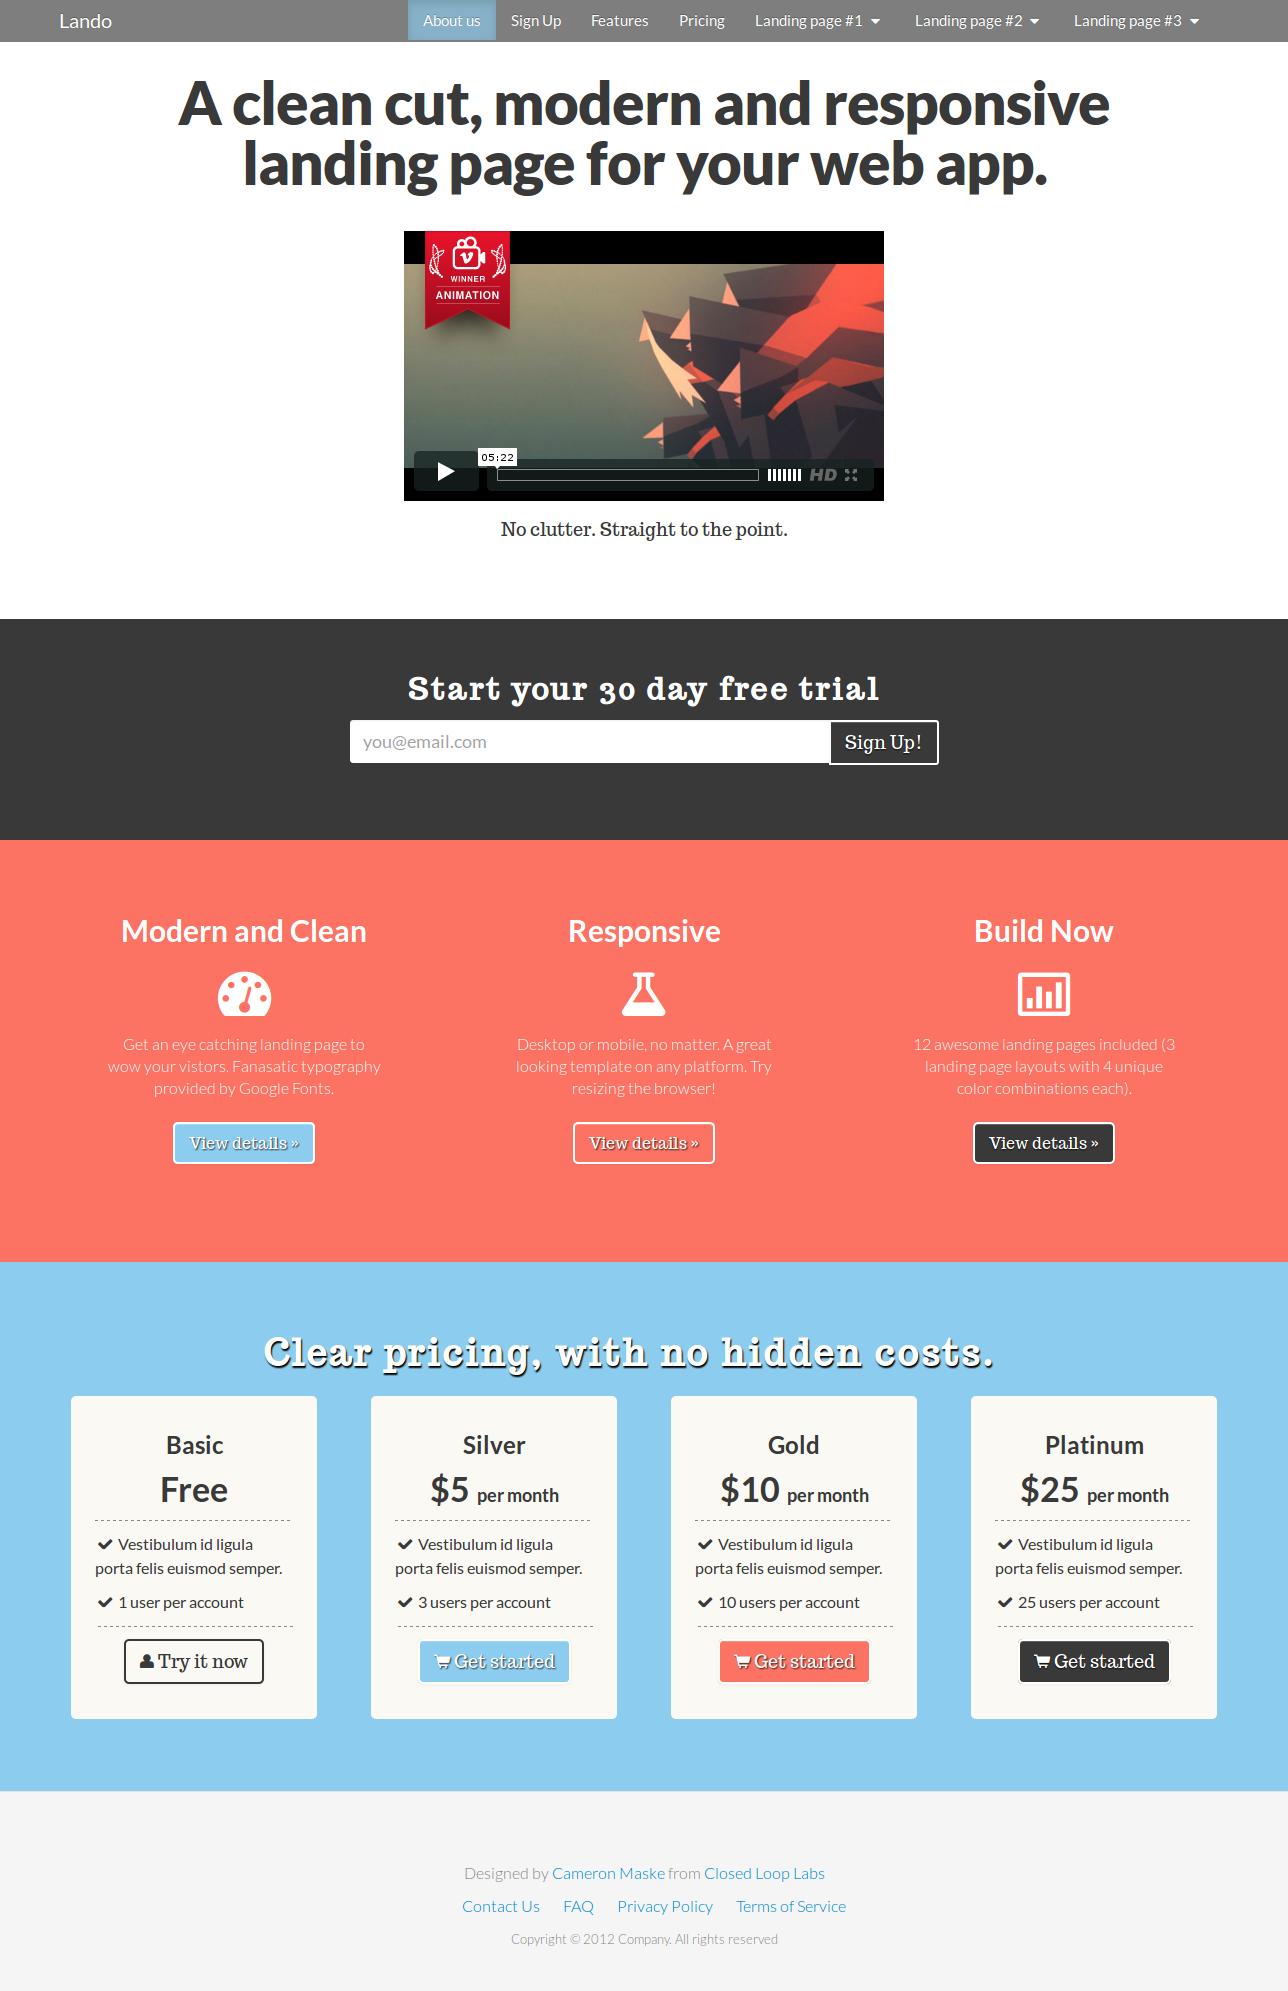 Lando
About us Sign Up Features Pricing Landing page #1 Landing page #2 Landing page #3
A clean cut, modern and responsive
landing page for your web app.
WINNER
ANIMATION
05:22
HD
No clutter. Straight to the point.
Start your 30 day free trial
you@email.com
Sign Up!
Modern and Clean
Get an eye catching landing page to
wow your vistors. Fanasatic typography
provided by Google Fonts.
View details »
Responsive
Desktop or mobile, no matter. A great
looking template on any platform. Try
resizing the browser!
View details »
Build Now
12 awesome landing pages included (3
landing page layouts with 4 unique
color combinations each).
View details »
Clear pricing, with no hidden costs.
Basic
Free
Vestibulum id ligula
porta felis euismod semper.
1 user per account
Try it now
Silver
$5 per month
Vestibulum id ligula
porta felis euismod semper.
3 users per account
Get started
Gold
$10 per month
Vestibulum id ligula
porta felis euismod semper.
10 users per account
Get started
Platinum
$25 per month
Vestibulum id ligula
porta felis euismod semper.
25 users per account
Get started
Designed by Cameron Maske from Closed Loop Labs
Contact Us FAQ Privacy Policy Terms of Service
Copyright © 2012 Company. All rights reserved